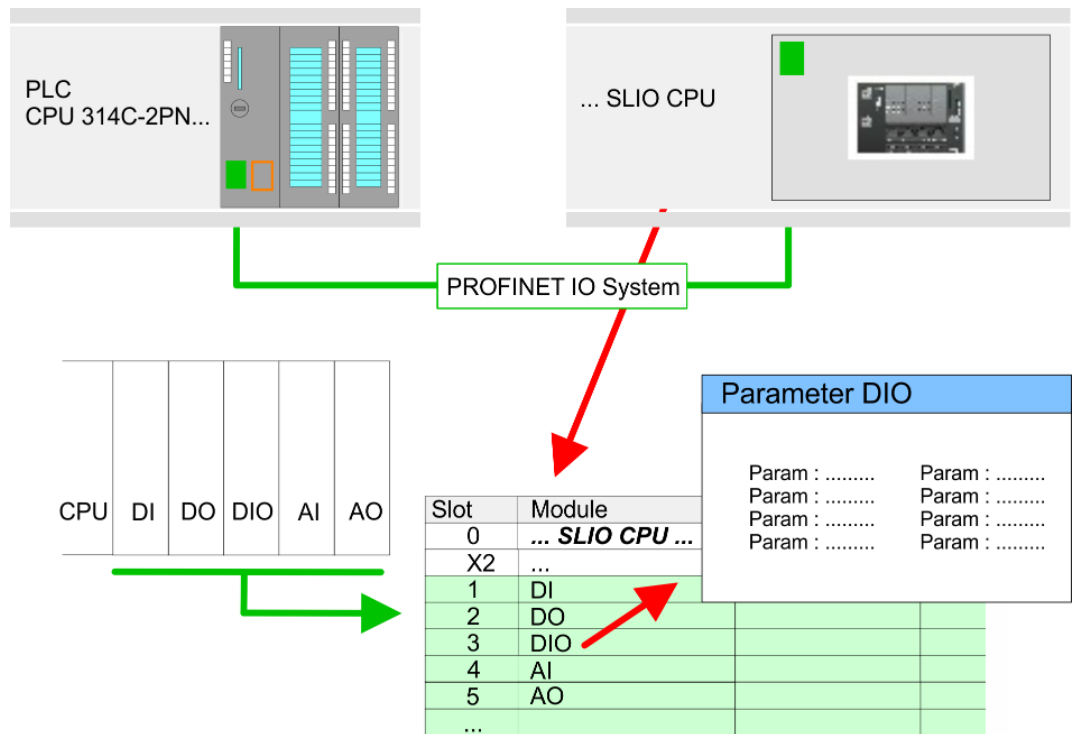 PLC
CPU 314C-2PN...
... SLIO CPU
PROFINET IO System
CPU DI DO DIO AI AO
Parameter DIO
Param : ......... Param : .........
Param : ......... Param : .........
Param : ......... Param : .........
Param : ......... Param : .........
Slot Module
0 ... SLIO CPU ...
X2 ...
1 DI
2 DO
3 DIO
4 AI
5 AO
...